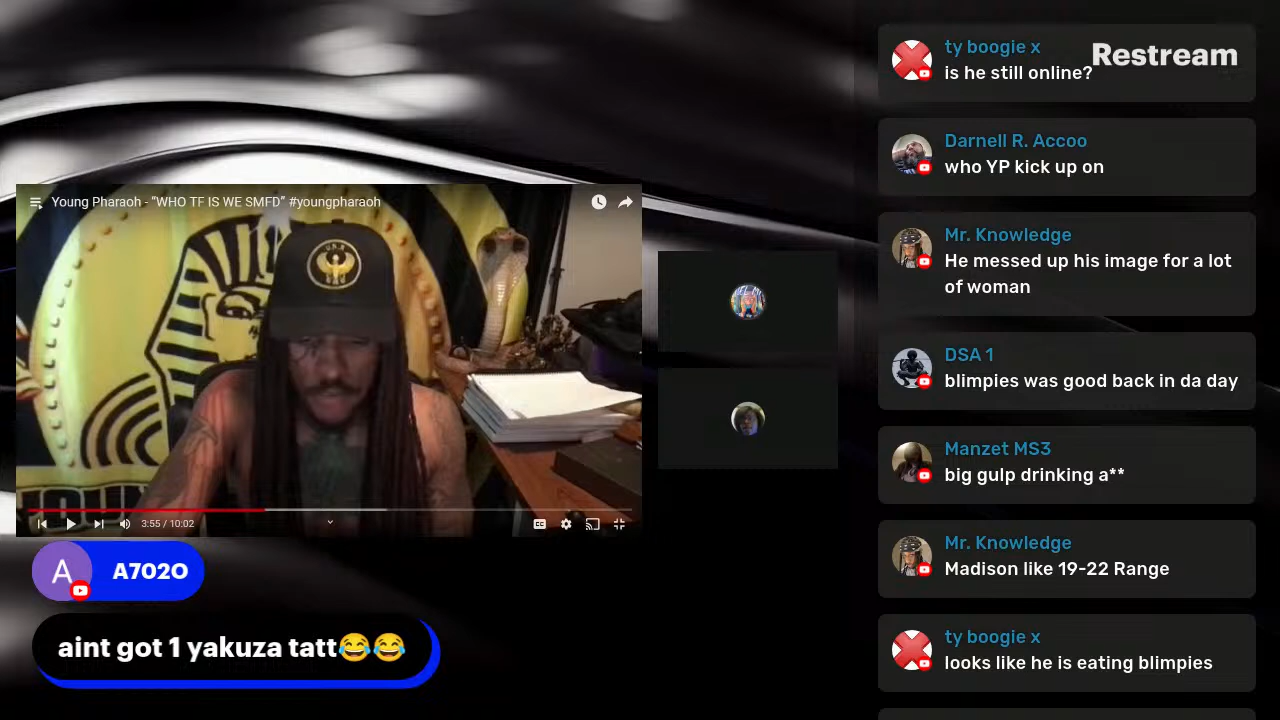 Young Pharaoh - “WHO TF IS WE SMFD” #youngpharaoh
3:55 / 10:02
CC
A
A702O
aint got 1 yakuza tatt😂😂
Restream
ty boogie x
is he still online?
Darnell R. Accoo
who YP kick up on
Mr. Knowledge
He messed up his image for a lot
of woman
DSA 1
blimpies was good back in da day
Manzet MS3
big gulp drinking a**
Mr. Knowledge
Madison like 19-22 Range
ty boogie x
looks like he is eating blimpies